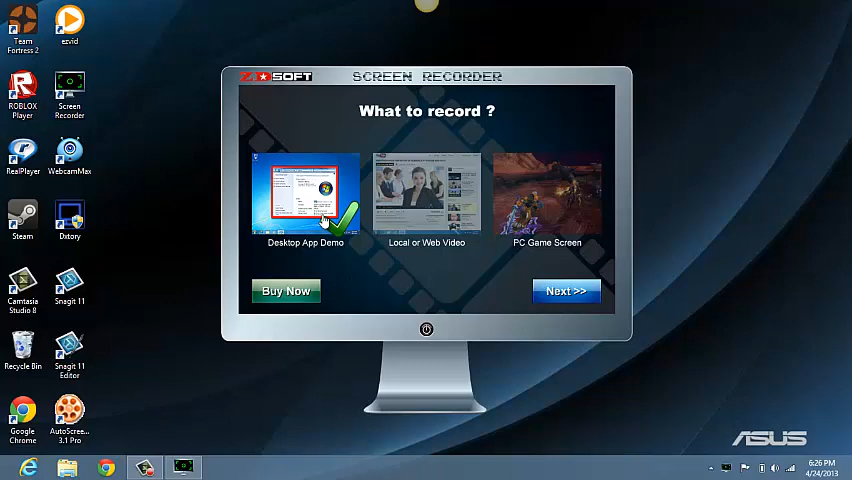 Team
Fortress 2
ezvid
ROBLOX
Player
Screen
Recorder
RealPlayer
WebcamMax
Steam
Dxtory
Camtasia
Studio 8
Snagit 11
Recycle Bin
Snagit 11
Editor
Google
Chrome
AutoScree...
3.1 Pro
ZD SOFT
SCREEN RECORDER
What to record ?
Desktop App Demo
Local or Web Video
PC Game Screen
Buy Now
Next >>
ASUS
6:26 PM
4/24/2013